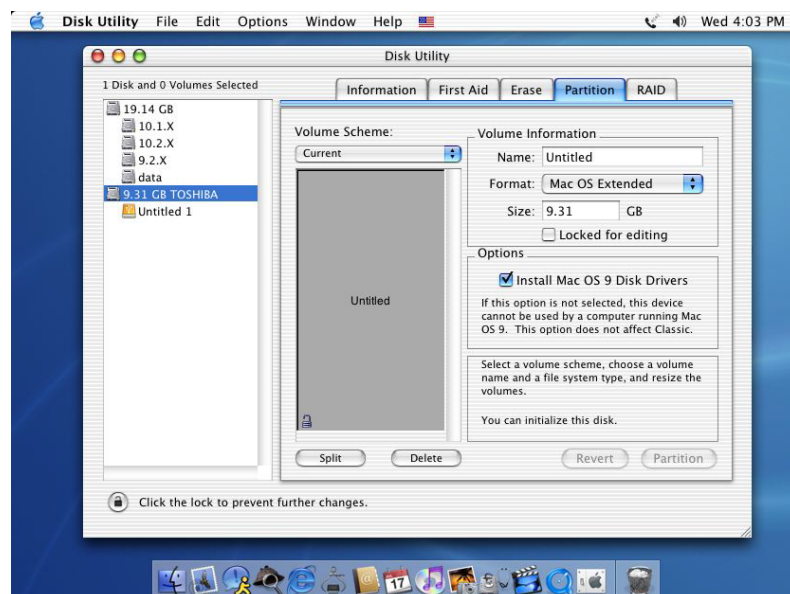 Disk Utility File Edit Options Window Help Wed 4:03 PM
Disk Utility
1 Disk and 0 Volumes Selected
Information First Aid Erase Partition RAID
19.14 GB
10.1.X
10.2.X
9.2.X
data
9.31 GB TOSHIBA
Untitled 1
Volume Scheme:
Current
Untitled
Split Delete
Volume Information
Name: Untitled
Format: Mac OS Extended
Size: 9.31 GB
Locked for editing
Options
Install Mac OS 9 Disk Drivers
If this option is not selected, this device
cannot be used by a computer running Mac
OS 9. This option does not affect Classic.
Select a volume scheme, choose a volume
name and a file system type, and resize the
volumes.
You can initialize this disk.
Revert Partition
Click the lock to prevent further changes.
17